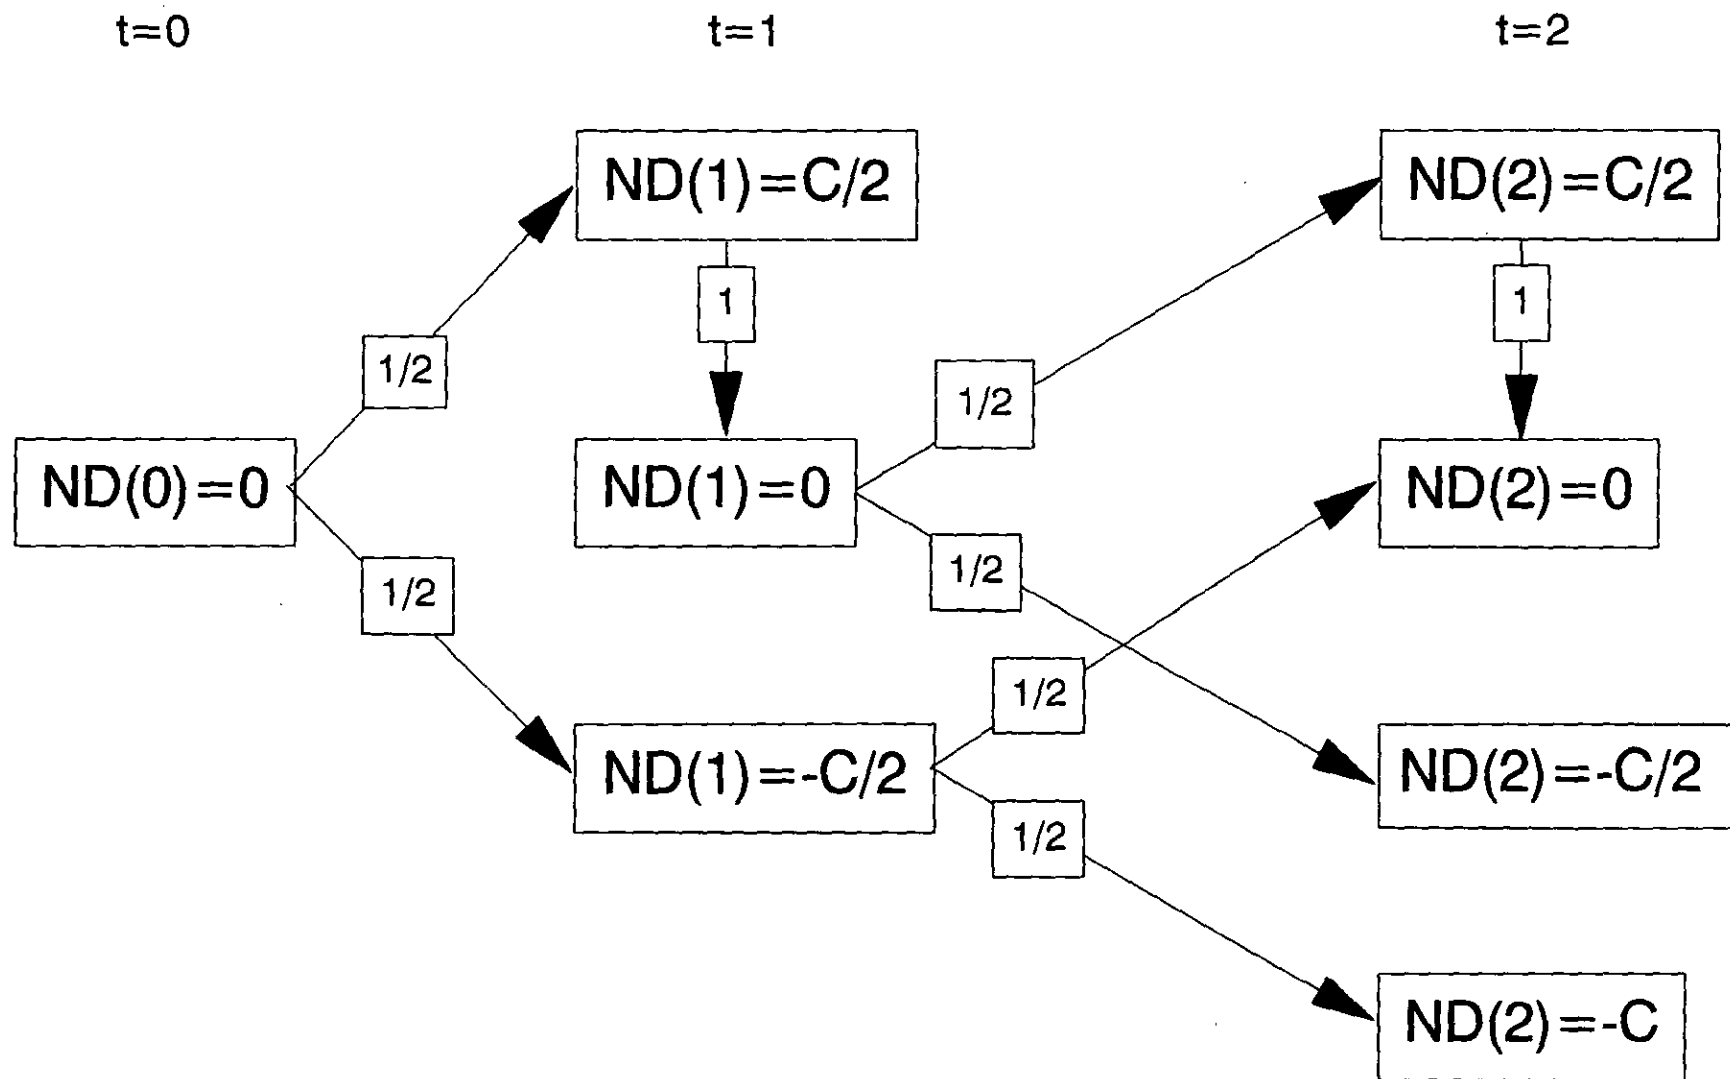 t=0
t=1
t=2
ND(1)=C/2
ND(2)=C/2
1
1
1/2
1/2
ND(0)=0
ND(1)=0
ND(2)=0
1/2
1/2
1/2
ND(1)=-C/2
ND(2)=-C/2
1/2
ND(2)=-C